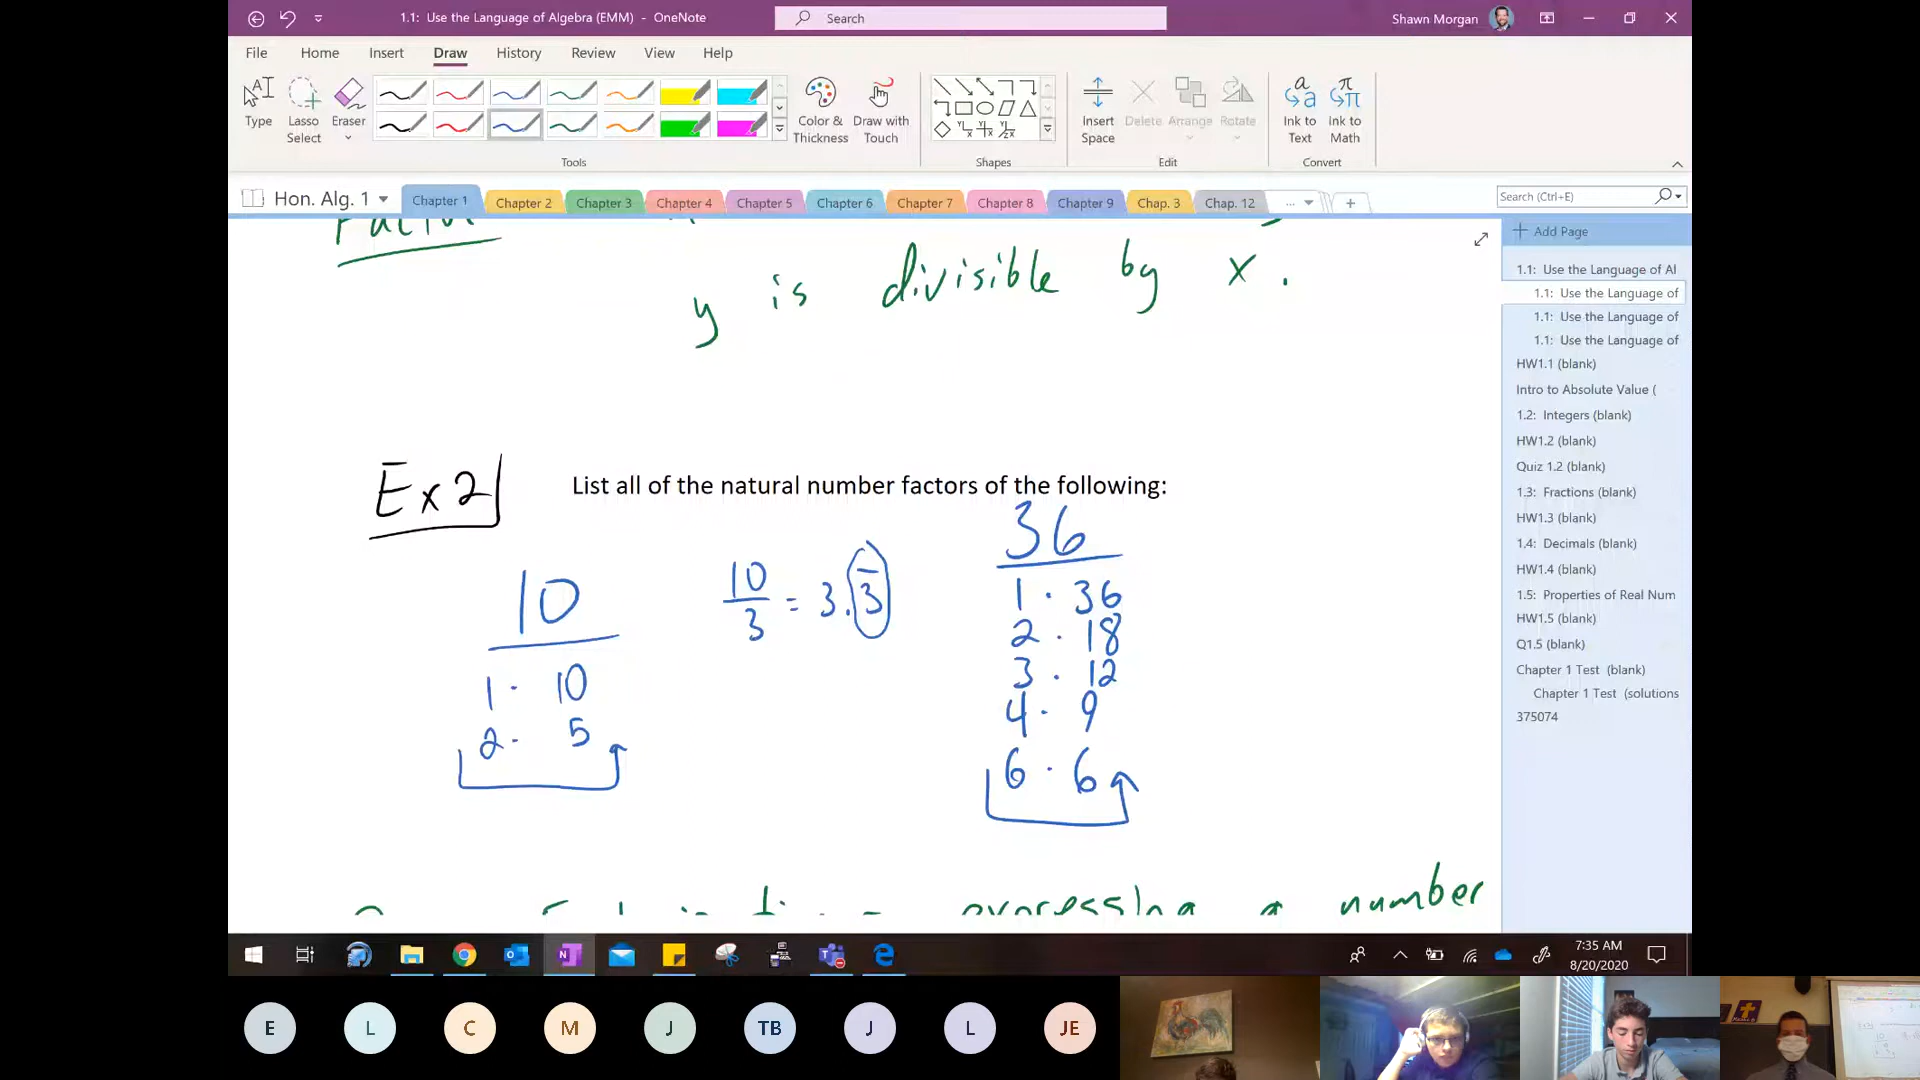 1.1: Use the Language of Algebra (EMM) - OneNote
Search
Shawn Morgan
File Home Insert Draw History Review View Help
Type
Lasso Select
Eraser
Color & Thickness
Draw with Touch
Insert Space
Delete
Arrange
Rotate
Ink to Text
Ink to Math
Tools
Shapes
Edit
Convert
Hon. Alg. 1
Chapter 1 Chapter 2 Chapter 3 Chapter 4 Chapter 5 Chapter 6 Chapter 7 Chapter 8 Chapter 9 Chap. 3 Chap. 12 ...
Search (Ctrl+E)
Add Page
1.1: Use the Language of Al
1.1: Use the Language of
1.1: Use the Language of
1.1: Use the Language of
HW1.1 (blank)
Intro to Absolute Value (
1.2: Integers (blank)
HW1.2 (blank)
Quiz 1.2 (blank)
1.3: Fractions (blank)
HW1.3 (blank)
1.4: Decimals (blank)
HW1.4 (blank)
1.5: Properties of Real Num
HW1.5 (blank)
Q1.5 (blank)
Chapter 1 Test (blank)
Chapter 1 Test (solutions
375074
Factor
y is divisible by x.
Ex 2
List all of the natural number factors of the following:
10
1 · 10
2 · 5
10/3 = 3.3̅
36
1 · 36
2 · 18
3 · 12
4 · 9
6 · 6
expressing a number
7:35 AM
8/20/2020
E L C M J TB J L JE